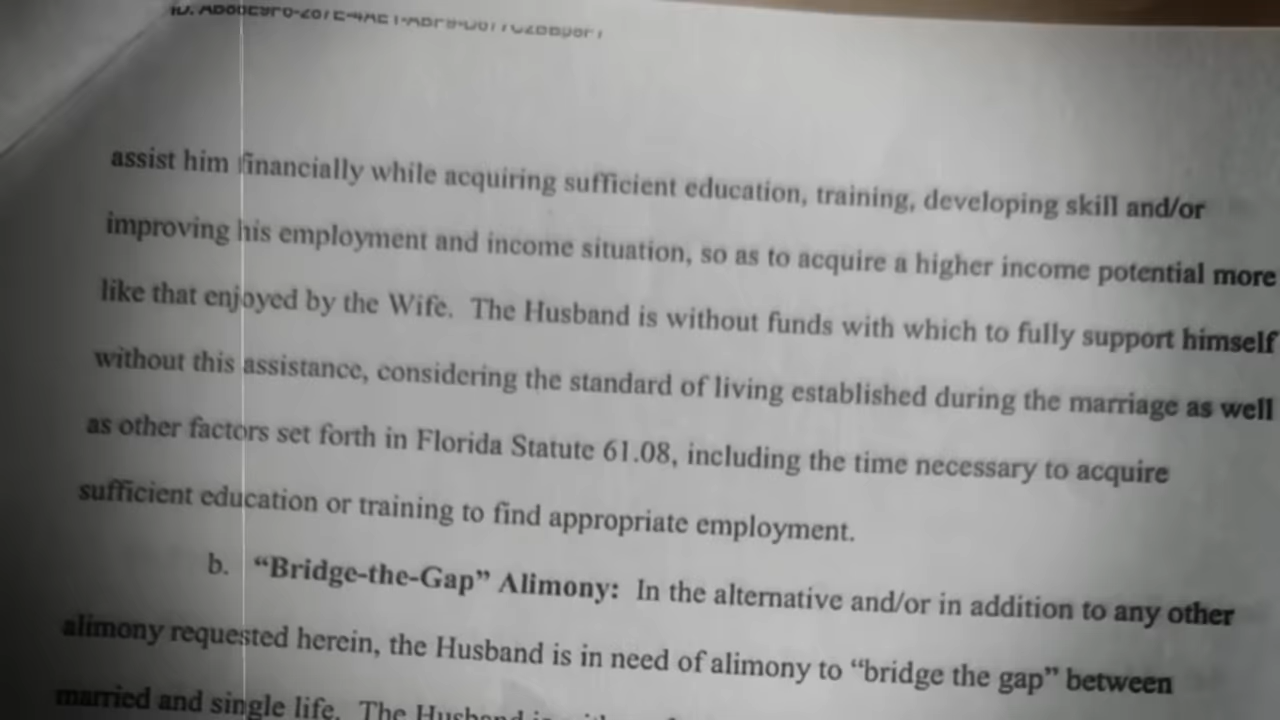 assist him financially while acquiring sufficient education, training, developing skill and/or
improving his employment and income situation, so as to acquire a higher income potential more
like that enjoyed by the Wife. The Husband is without funds with which to fully support himself
without this assistance, considering the standard of living established during the marriage as well
as other factors set forth in Florida Statute 61.08, including the time necessary to acquire
sufficient education or training to find appropriate employment.
b. “Bridge-the-Gap” Alimony: In the alternative and/or in addition to any other
alimony requested herein, the Husband is in need of alimony to “bridge the gap” between
married and single life. The Husband